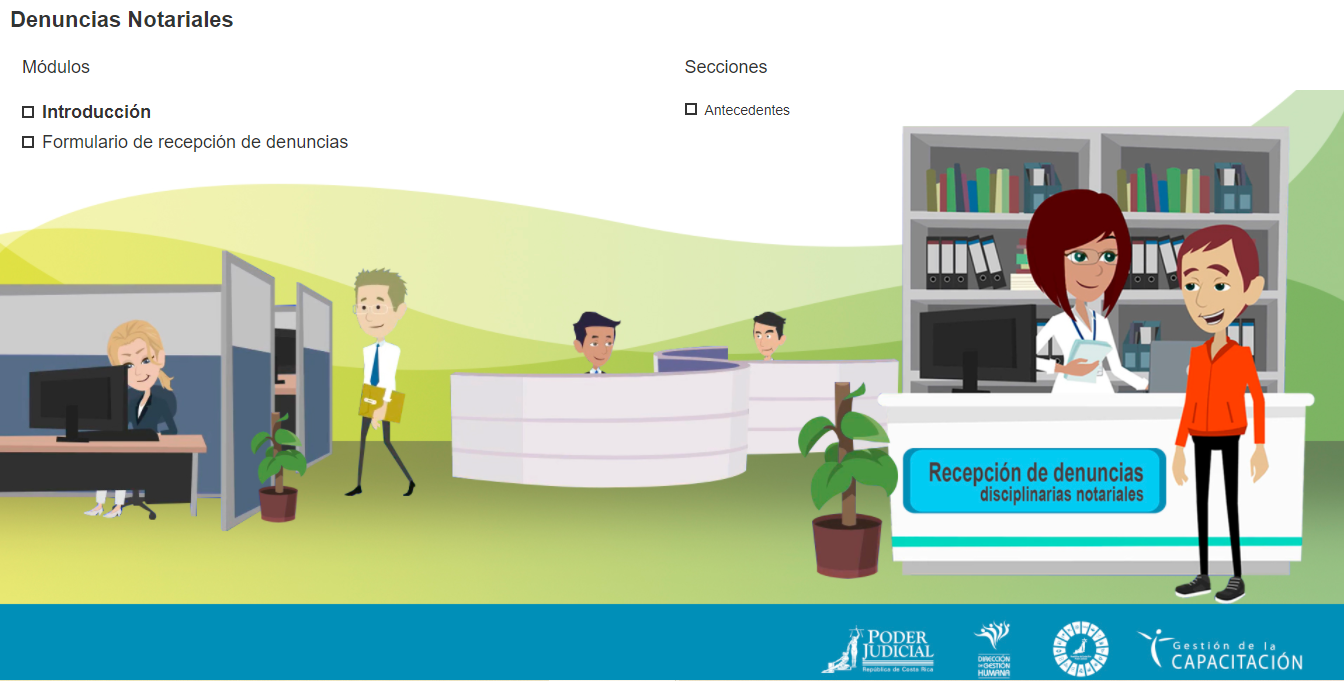 Denuncias Notariales
Módulos
Introducción
Formulario de recepción de denuncias
Secciones
Antecedentes
Recepción de denuncias
disciplinarias notariales
PODER
JUDICIAL
República de Costa Rica
DIRECCIÓN
DE GESTIÓN
HUMANA
Gestión de la
CAPACITACIÓN